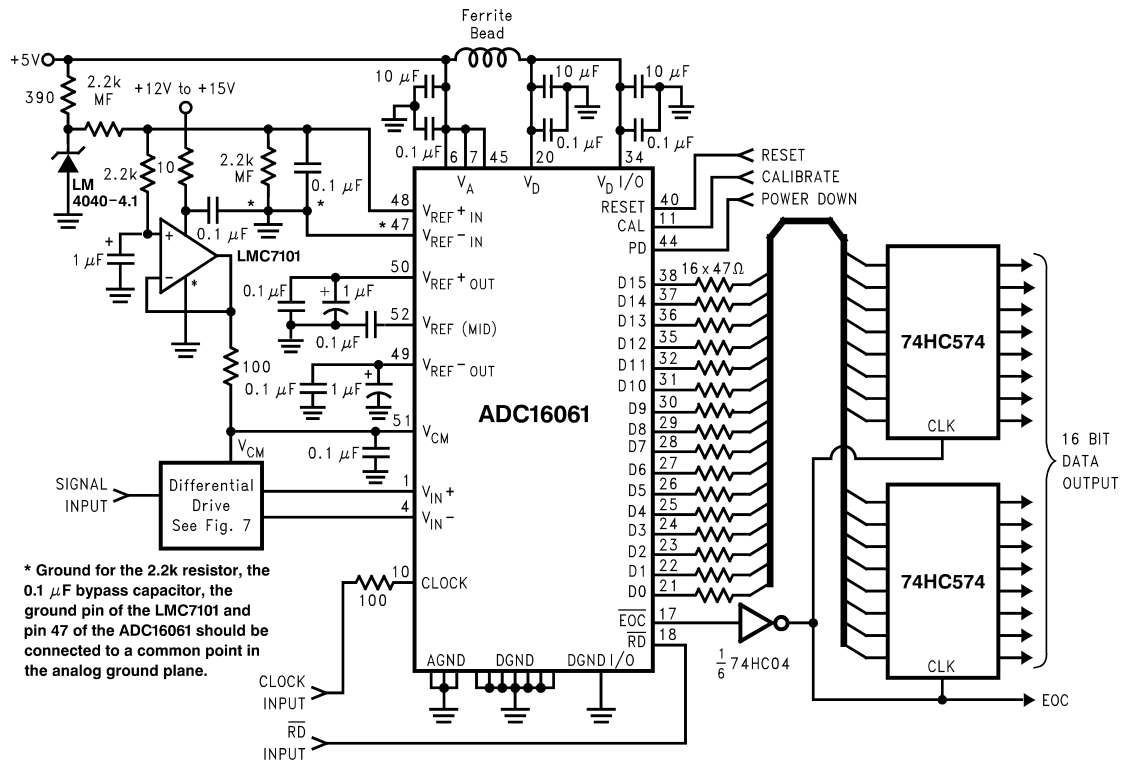 Ferrite
Bead
+5V
390
2.2k
MF
+12V to +15V
10 μF
10 μF
10 μF
0.1 μF
0.1 μF
0.1 μF
6 7 45 20 34
LM
4040-4.1
2.2k
10
2.2k
MF
0.1 μF
*
*
0.1 μF
LMC7101
+
−
*
+
1 μF
V_A
V_D
V_D I/O
48 V_REF+ IN
*47 V_REF− IN
50 V_REF+ OUT
0.1 μF
+ 1 μF
52 V_REF (MID)
0.1 μF
49 V_REF− OUT
0.1 μF
1 μF +
100
51 V_CM
0.1 μF
V_CM
ADC16061
SIGNAL
INPUT
Differential
Drive
See Fig. 7
1 V_IN+
4 V_IN−
10 CLOCK
100
* Ground for the 2.2k resistor, the
0.1 μF bypass capacitor, the
ground pin of the LMC7101 and
pin 47 of the ADC16061 should be
connected to a common point in
the analog ground plane.
CLOCK
INPUT
R̅D̅
INPUT
AGND DGND DGND I/O
RESET 40 RESET
CAL 11 CALIBRATE
PD 44 POWER DOWN
16x47Ω
D15 38
D14 37
D13 36
D12 35
D11 32
D10 31
D9 30
D8 29
D7 28
D6 27
D5 26
D4 25
D3 24
D2 23
D1 22
D0 21
E̅O̅C̅ 17
R̅D̅ 18
1/6 74HC04
74HC574
CLK
74HC574
CLK
16 BIT
DATA
OUTPUT
EOC